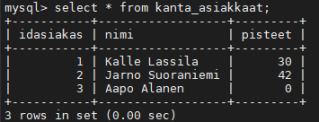 mysql> select * from kanta_asiakkaat;
+-----------+------------------+---------+
| idasiakas | nimi             | pisteet |
+-----------+------------------+---------+
|         1 | Kalle Lassila    |      30 |
|         2 | Jarno Suoraniemi |      42 |
|         3 | Aapo Alanen      |       0 |
+-----------+------------------+---------+
3 rows in set (0.00 sec)